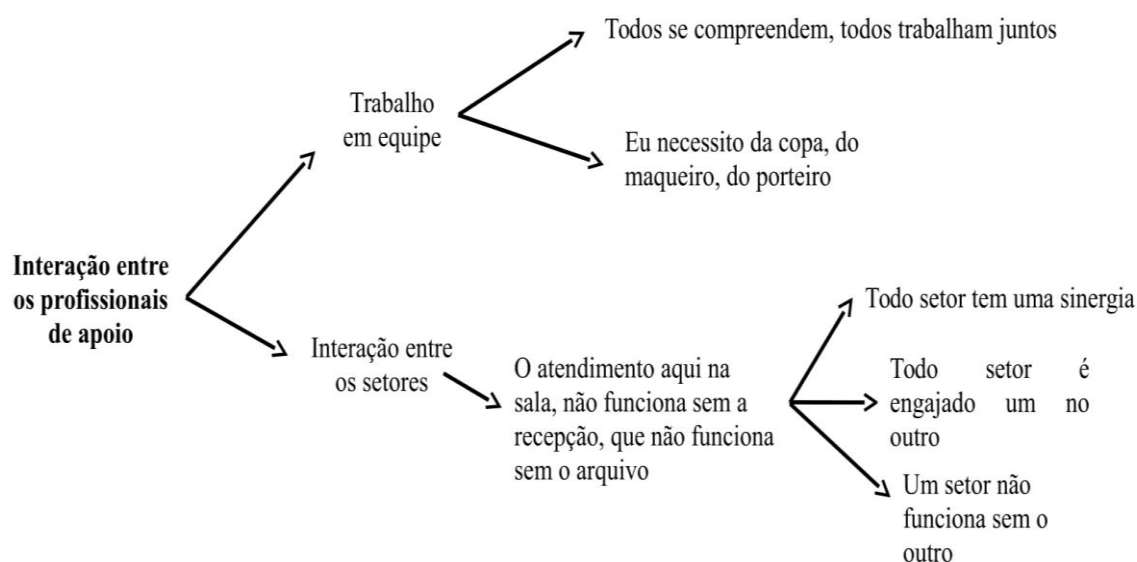 Todos se compreendem, todos trabalham juntos
Trabalho
em equipe
Eu necessito da copa, do
maqueiro, do porteiro
Interação entre
os profissionais
de apoio
Interação entre
os setores
O atendimento aqui na
sala, não funciona sem a
recepção, que não funciona
sem o arquivo
Todo setor tem uma sinergia
Todo setor é
engajado um no
outro
Um setor não
funciona sem o
outro